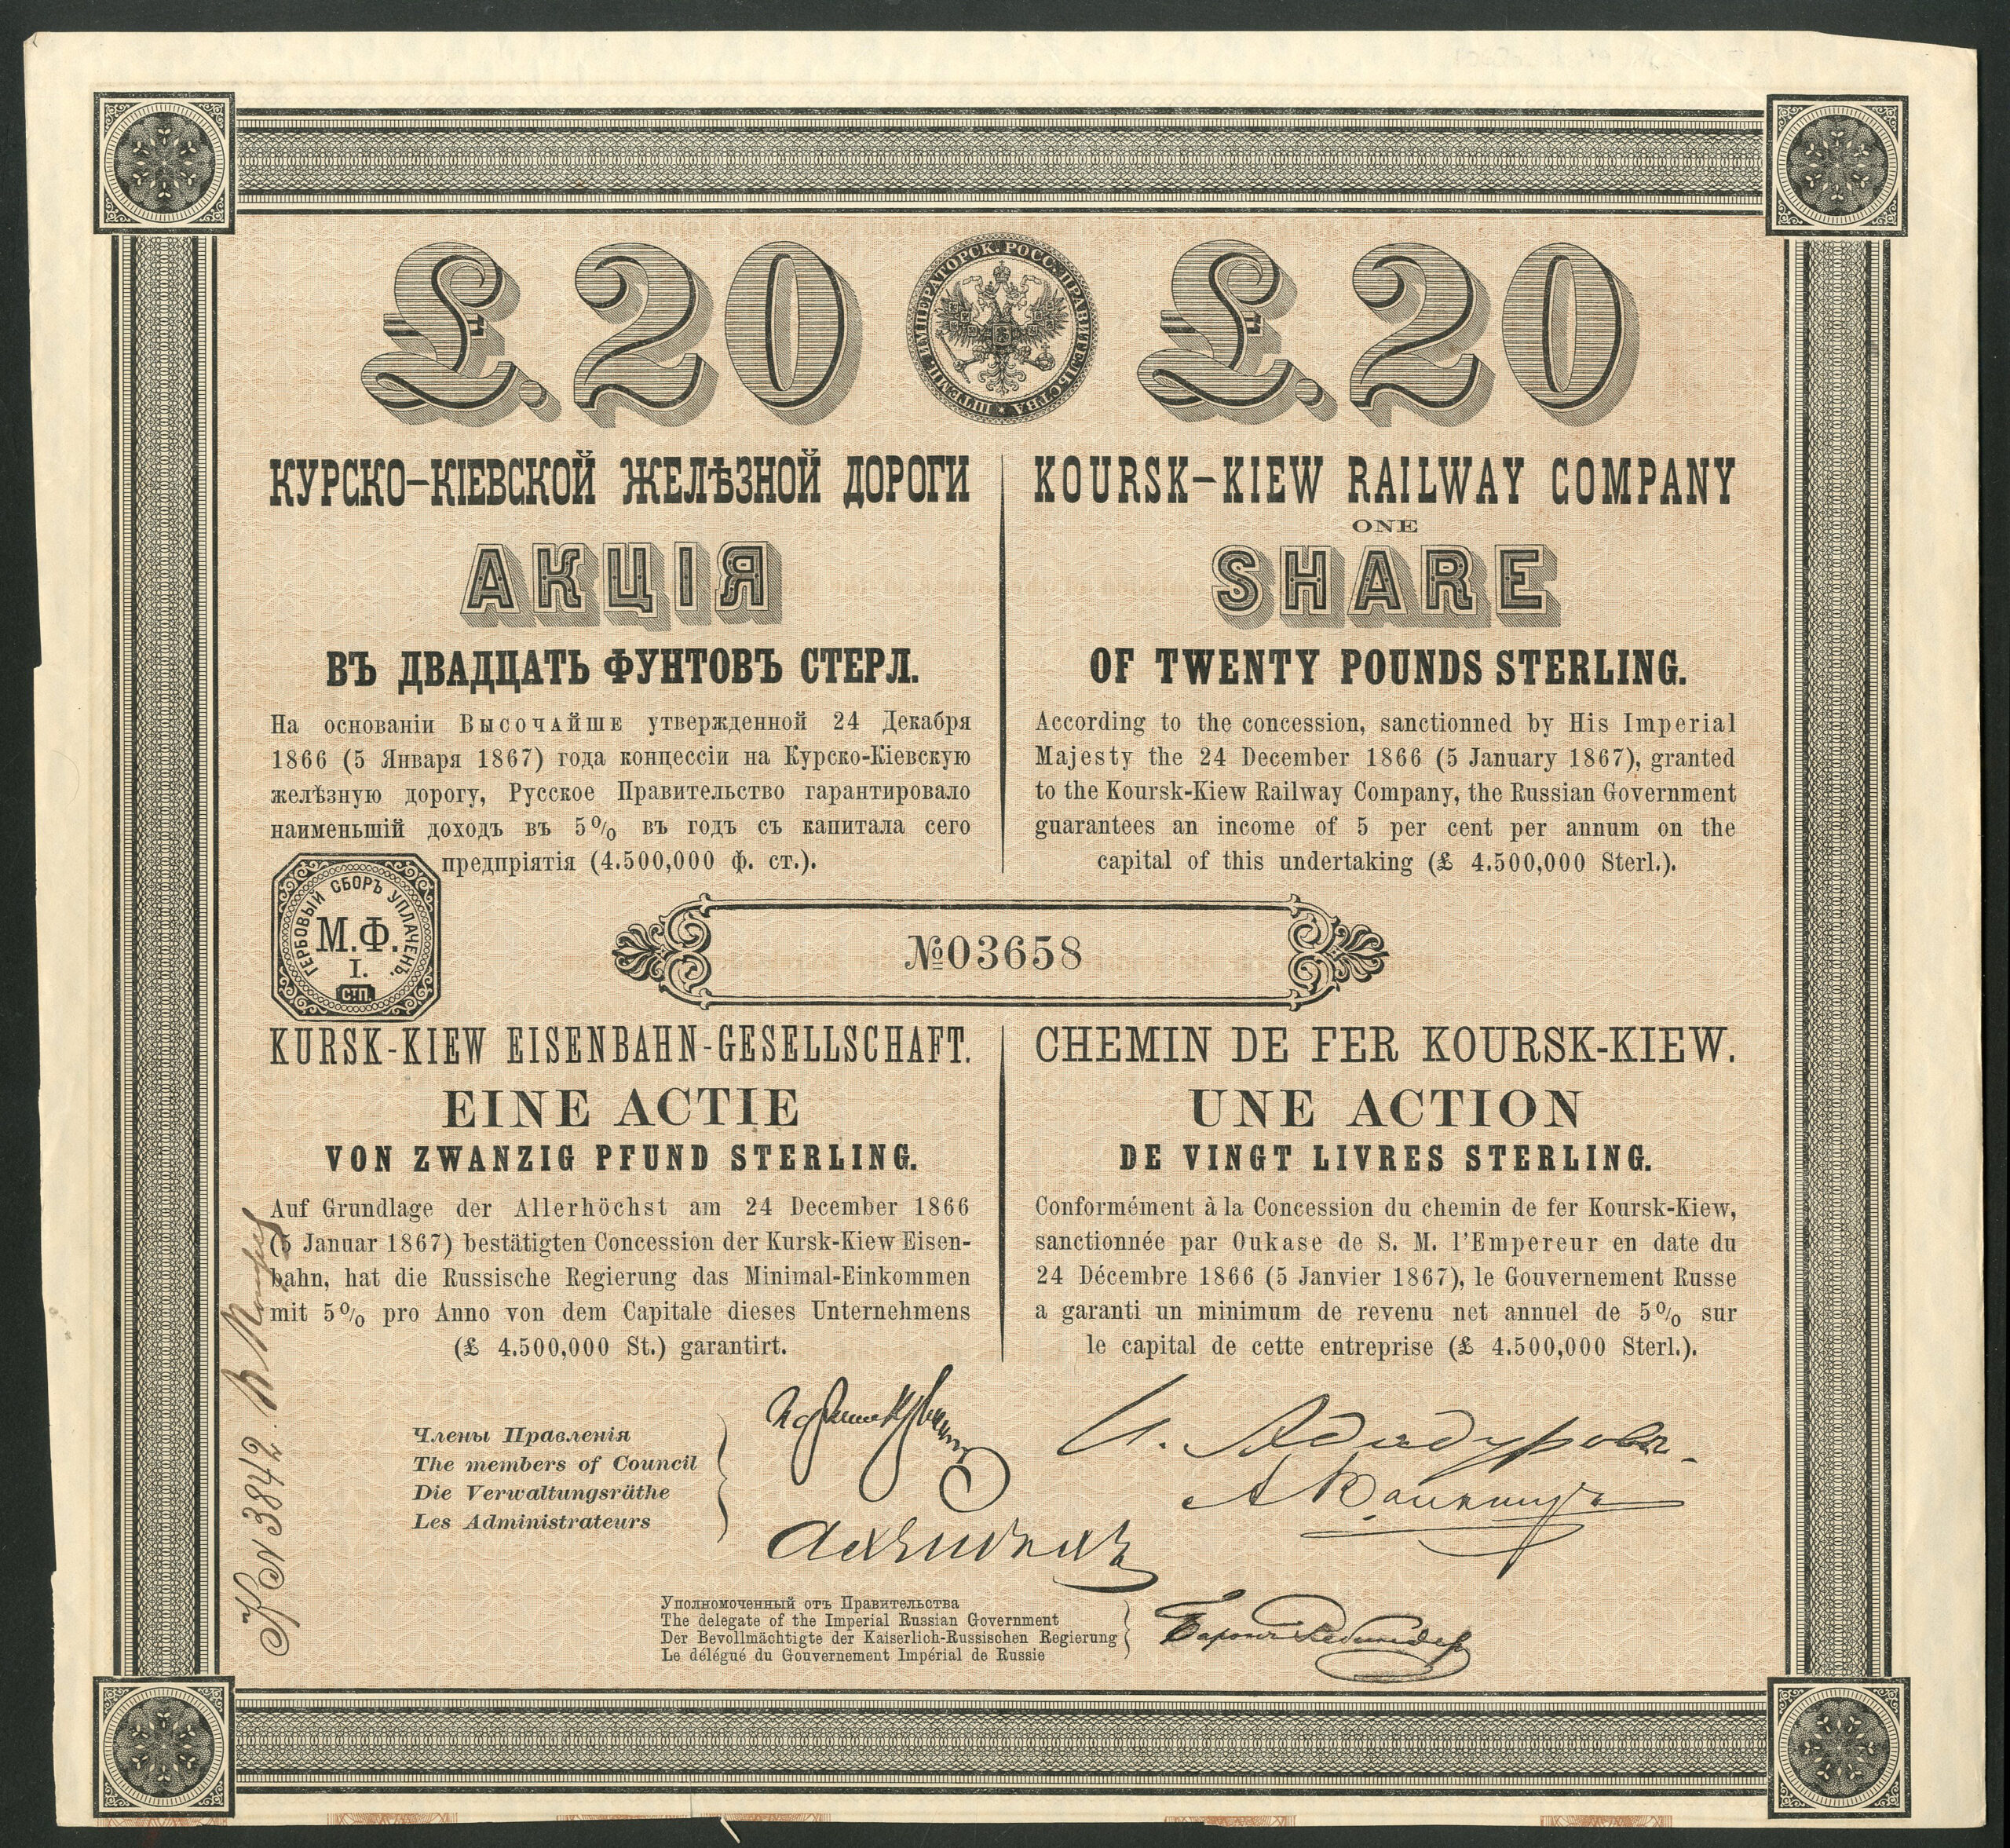 £.20
ШТЕМП. ИМПЕРАТОРСК. РОСС. ПРАВИТЕЛЬСТВА
£.20
КУРСКО-КІЕВСКОЙ ЖЕЛѢЗНОЙ ДОРОГИ
АКЦІЯ
ВЪ ДВАДЦАТЬ ФУНТОВЪ СТЕРЛ.
На основаніи Высочайше утвержденной 24 Декабря
1866 (5 Января 1867) года концессіи на Курско-Кіевскую
желѣзную дорогу, Русское Правительство гарантировало
наименьшій доходъ въ 5% въ годъ съ капитала сего
предпріятія (4.500,000 ф. ст.).
KOURSK-KIEW RAILWAY COMPANY
ONE
SHARE
OF TWENTY POUNDS STERLING.
According to the concession, sanctionned by His Imperial
Majesty the 24 December 1866 (5 January 1867), granted
to the Koursk-Kiew Railway Company, the Russian Government
guarantees an income of 5 per cent per annum on the
capital of this undertaking (£ 4.500,000 Sterl.).
ГЕРБОВЫЙ СБОРЪ УПЛАЧЕНЪ.
М.Ф.
I.
С.П.
№03658
KURSK-KIEW EISENBAHN-GESELLSCHAFT.
EINE ACTIE
VON ZWANZIG PFUND STERLING.
Auf Grundlage der Allerhöchst am 24 December 1866
(5 Januar 1867) bestätigten Concession der Kursk-Kiew Eisen-
bahn, hat die Russische Regierung das Minimal-Einkommen
mit 5% pro Anno von dem Capitale dieses Unternehmens
(£ 4.500,000 St.) garantirt.
CHEMIN DE FER KOURSK-KIEW.
UNE ACTION
DE VINGT LIVRES STERLING.
Conformément à la Concession du chemin de fer Koursk-Kiew,
sanctionnée par Oukase de S. M. l'Empereur en date du
24 Décembre 1866 (5 Janvier 1867), le Gouvernement Russe
a garanti un minimum de revenu net annuel de 5% sur
le capital de cette entreprise (£ 4.500,000 Sterl.).
Члены Правленія
The members of Council
Die Verwaltungsräthe
Les Administrateurs
И. Ададуровъ
Уполномоченный отъ Правительства
The delegate of the Imperial Russian Government
Der Bevollmächtigte der Kaiserlich-Russischen Regierung
Le délégué du Gouvernement Impérial de Russie
Баронъ
3842